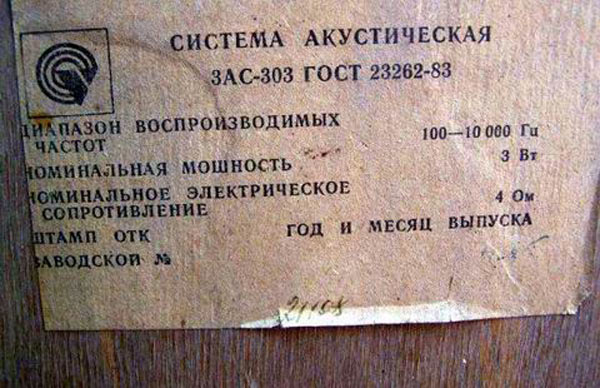 СИСТЕМА АКУСТИЧЕСКАЯ
3АС-303 ГОСТ 23262-83
ДИАПАЗОН ВОСПРОИЗВОДИМЫХ
ЧАСТОТ 100—10 000 Гц
НОМИНАЛЬНАЯ МОЩНОСТЬ 3 Вт
НОМИНАЛЬНОЕ ЭЛЕКТРИЧЕСКОЕ
СОПРОТИВЛЕНИЕ 4 Ом
ШТАМП ОТК ГОД И МЕСЯЦ ВЫПУСКА
ЗАВОДСКОЙ №